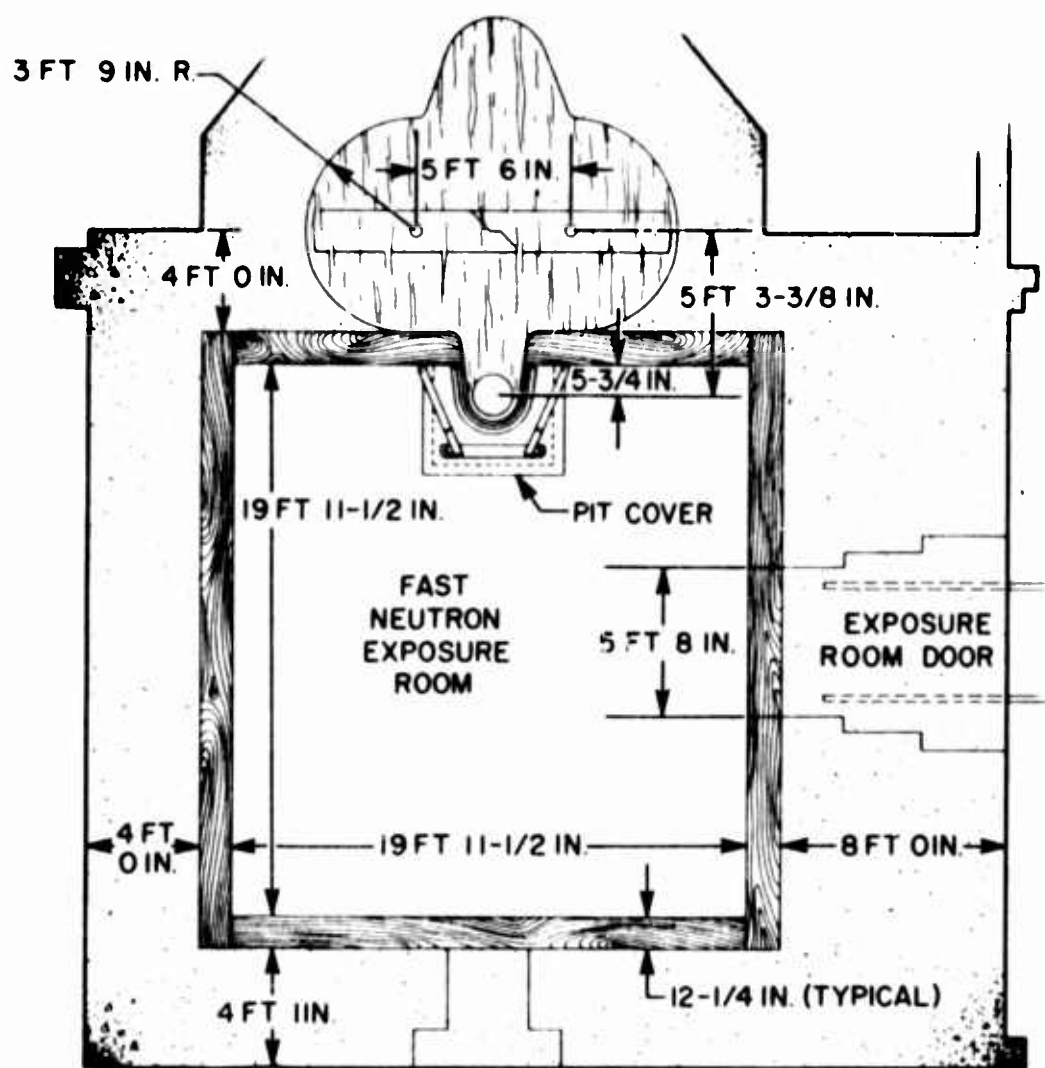 3 FT 9 IN. R.
5 FT 6 IN.
4 FT 0 IN.
5 FT 3-3/8 IN.
5-3/4 IN.
19 FT 11-1/2 IN.
PIT COVER
FAST
NEUTRON
EXPOSURE
ROOM
5 FT 8 IN.
EXPOSURE
ROOM DOOR
4 FT
0 IN.
19 FT 11-1/2 IN.
8 FT 0 IN.
4 FT 11IN.
12-1/4 IN. (TYPICAL)